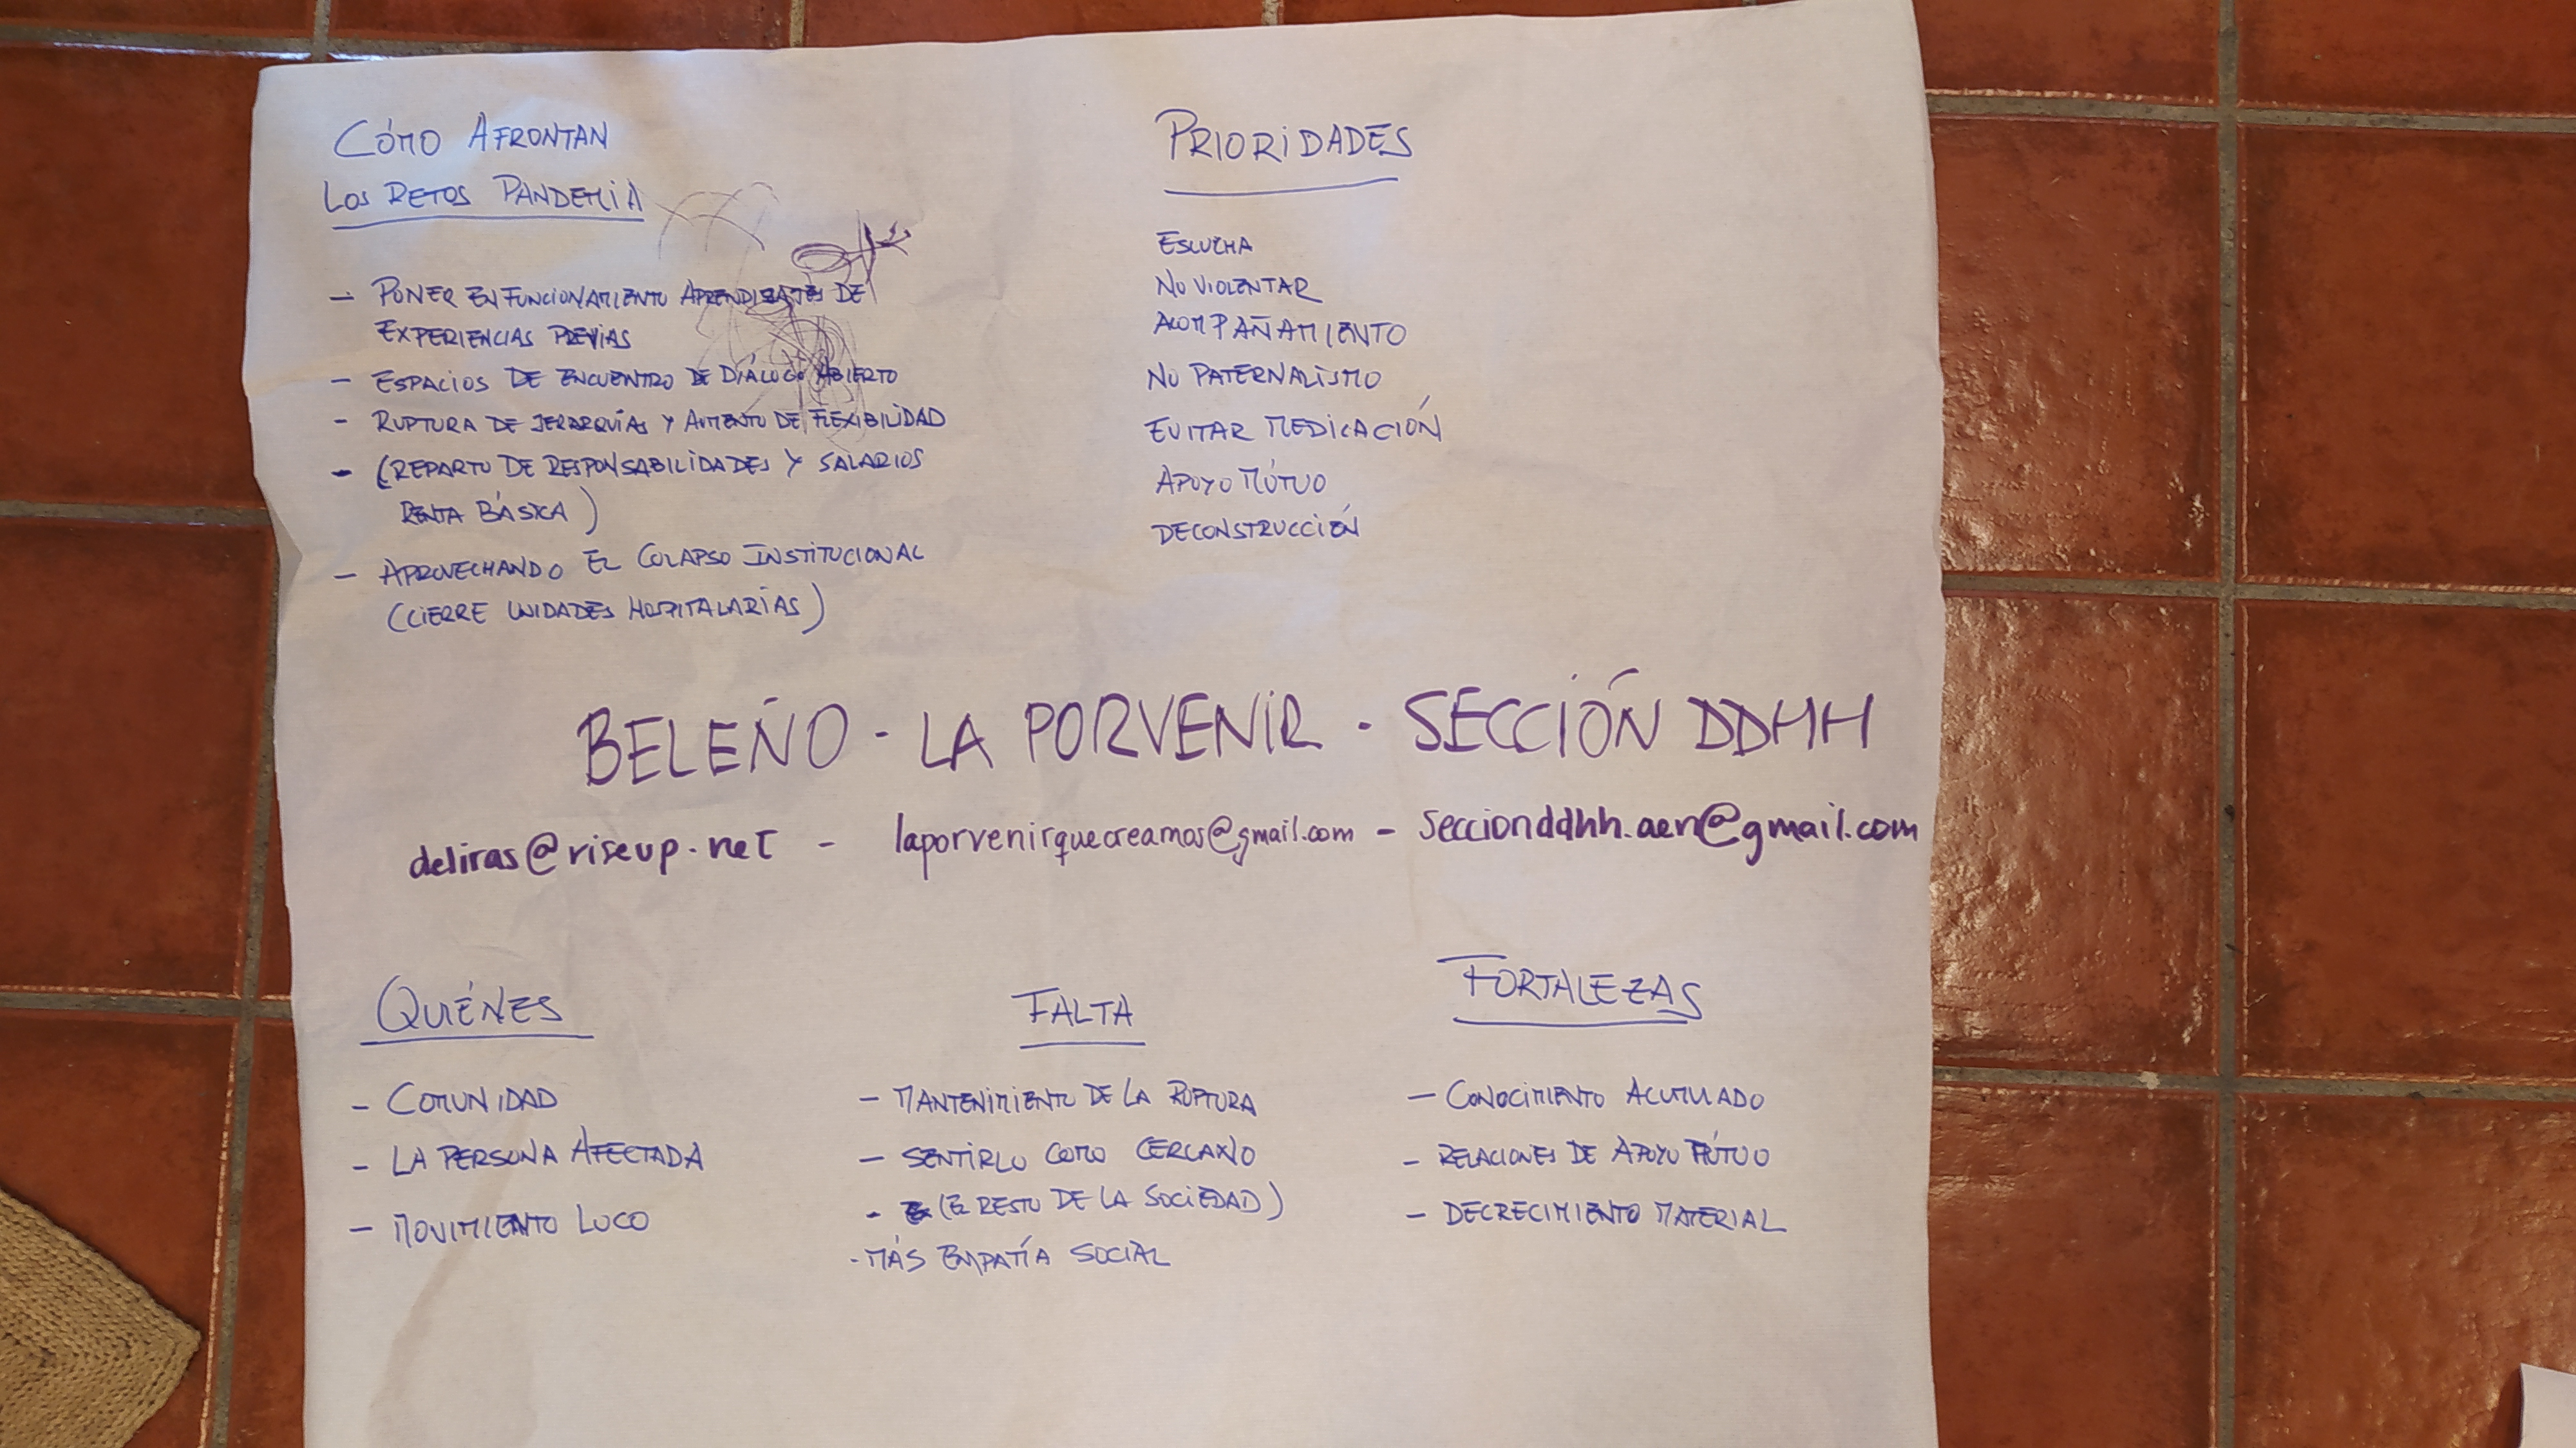 CÓMO AFRONTAN
LOS RETOS PANDEMIA
- PONER EN FUNCIONAMIENTO APRENDIZAJES DE
EXPERIENCIAS PREVIAS
- ESPACIOS DE ENCUENTRO DE DIÁLOGO ABIERTO
- RUPTURA DE JERARQUÍAS Y AUMENTO DE FLEXIBILIDAD
- (REPARTO DE RESPONSABILIDADES Y SALARIOS
RENTA BÁSICA)
- APROVECHANDO EL COLAPSO INSTITUCIONAL
(CIERRE UNIDADES HOSPITALARIAS)
PRIORIDADES
ESCUCHA
NO VIOLENTAR
ACOMPAÑAMIENTO
NO PATERNALISMO
EVITAR MEDICACIÓN
APOYO MÚTUO
DECONSTRUCCIÓN
BELEÑO - LA PORVENIR - SECCIÓN DDHH
deliras@riseup.net - laporvenirquecreamos@gmail.com - seccionddhh.aen@gmail.com
QUIÉNES
- COMUNIDAD
- LA PERSONA AFECTADA
- MOVIMIENTO LOCO
FALTA
- MANTENIMIENTO DE LA RUPTURA
- SENTIRLO COMO CERCANO
- (EL RESTO DE LA SOCIEDAD)
- MÁS EMPATÍA SOCIAL
FORTALEZAS
- CONOCIMIENTO ACUMULADO
- RELACIONES DE APOYO MÚTUO
- DECRECIMIENTO MATERIAL